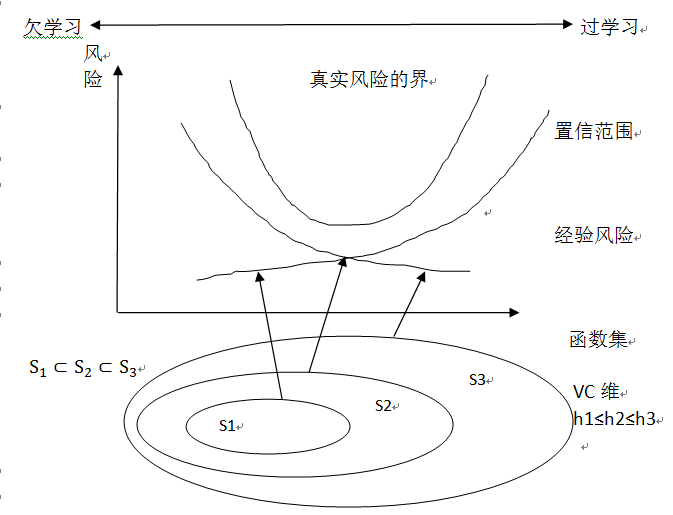 欠学习
过学习
风
险
真实风险的界
置信范围
经验风险
函数集
S₁ ⊂ S₂ ⊂ S₃
S3
S2
S1
VC 维
h1≤h2≤h3